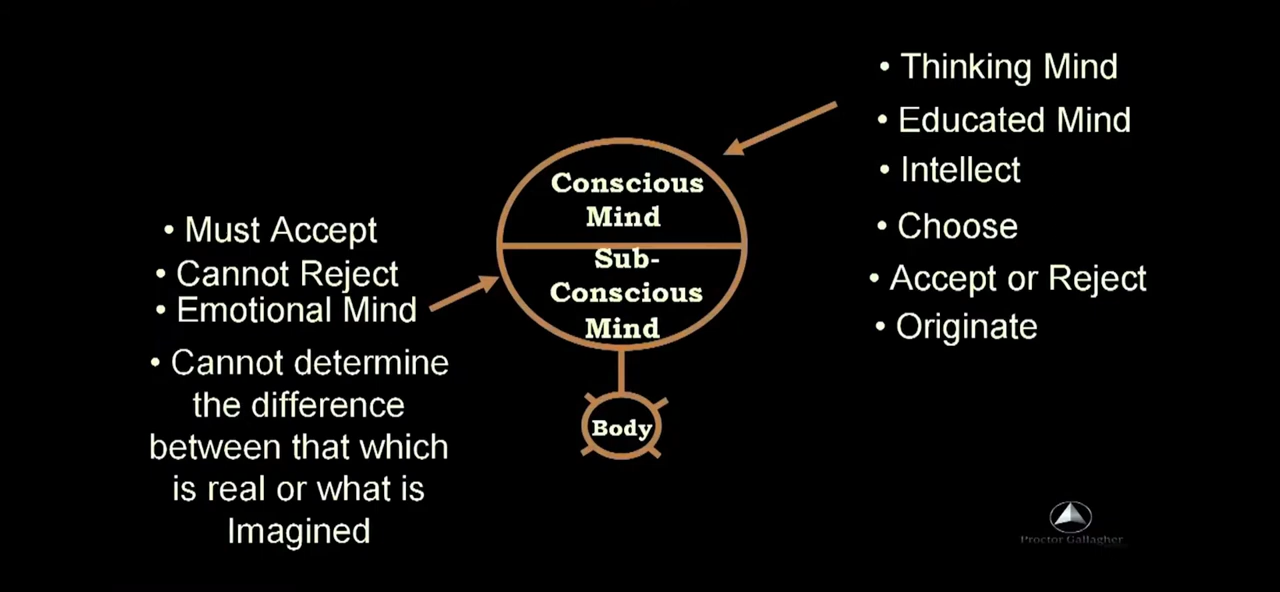 • Thinking Mind
• Educated Mind
• Intellect
• Choose
• Accept or Reject
• Originate
Conscious
Mind
Sub-
Conscious
Mind
Body
• Must Accept
• Cannot Reject
• Emotional Mind
• Cannot determine
the difference
between that which
is real or what is
Imagined
Proctor Gallagher